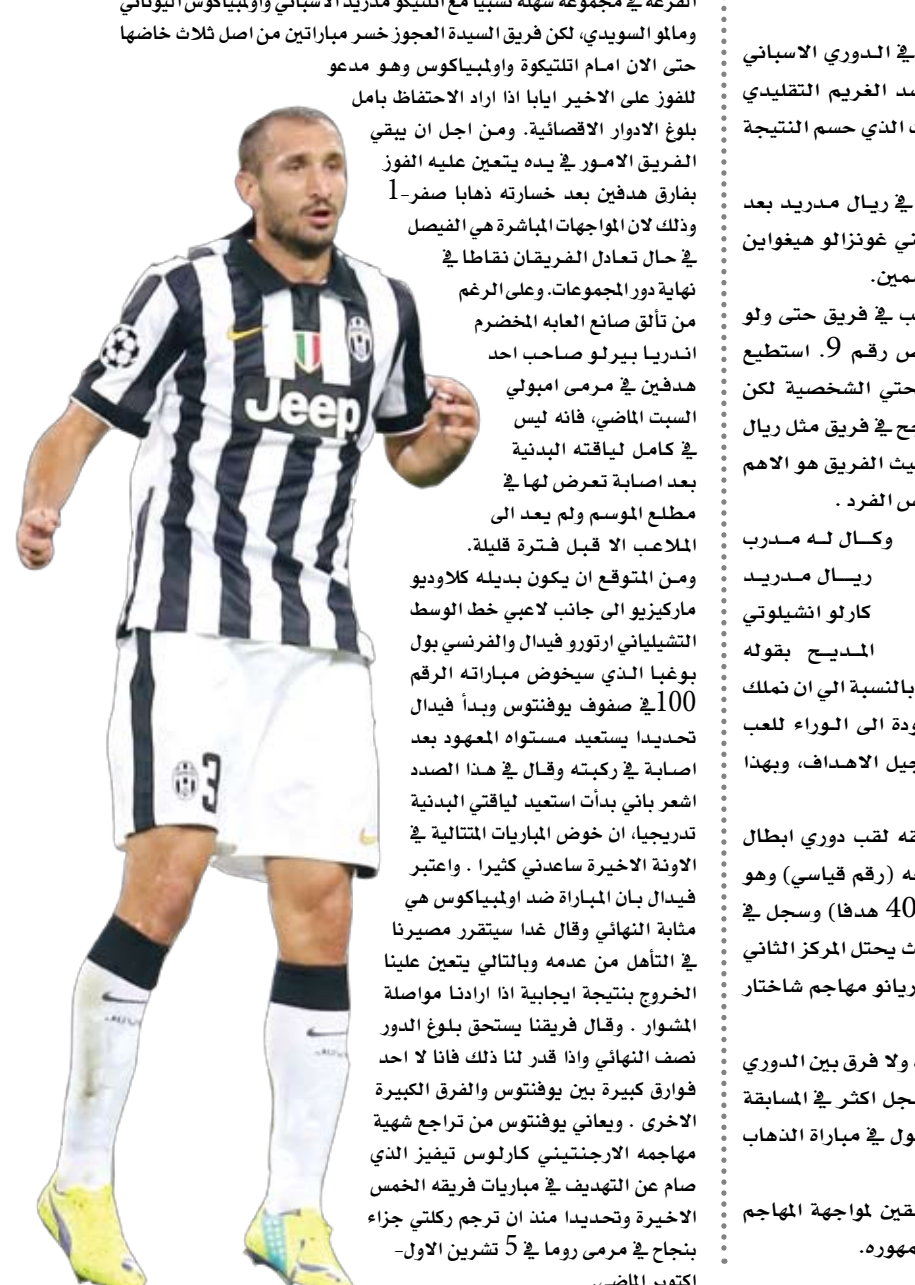 القرعة في مجموعة سهلة نسبيا مع اتلتيكو مدريد الاسباني واولمبياكوس اليوناني
ومالمو السويدي، لكن فريق السيدة العجوز خسر مباراتين من اصل ثلاث خاضها
حتى الان امام اتلتيكوة واولمبياكوس وهو مدعو
للفوز على الاخير ايابا اذا اراد الاحتفاظ بامل
بلوغ الادوار الاقصائية. ومن اجل ان يبقي
الفريق الامور في يده يتعين عليه الفوز
بفارق هدفين بعد خسارته ذهابا صفر-1
وذلك لان المواجهات المباشرة هي الفيصل
في حال تعادل الفريقان نقاطا في
نهاية دور المجموعات. وعلى الرغم
من تألق صانع العابه المخضرم
اندريا بيرلو صاحب احد
هدفين في مرمى امبولي
السبت الماضي، فانه ليس
في كامل لياقته البدنية
بعد اصابة تعرض لها في
مطلع الموسم ولم يعد الى
الملاعب الا قبل فترة قليلة.
ومن المتوقع ان يكون بديله كلاوديو
ماركيزيو الى جانب لاعبي خط الوسط
التشيلياني ارتورو فيدال والفرنسي بول
بوغبا الذي سيخوض مباراته الرقم
100في صفوف يوفنتوس وبدأ فيدال
تحديدا يستعيد مستواه المعهود بعد
اصابة في ركبته وقال في هذا الصدد
اشعر باني بدأت استعيد لياقتي البدنية
تدريجيا، ان خوض المباريات المتتالية في
الاونة الاخيرة ساعدني كثيرا . واعتبر
فيدال بان المباراة ضد اولمبياكوس هي
مثابة النهائي وقال غدا سيتقرر مصيرنا
في التأهل من عدمه وبالتالي يتعين علينا
الخروج بنتيجة ايجابية اذا ارادنا مواصلة
المشوار . وقال فريقنا يستحق بلوغ الدور
نصف النهائي واذا قدر لنا ذلك فانا لا احد
فوارق كبيرة بين يوفنتوس والفرق الكبيرة
الاخرى . ويعاني يوفنتوس من تراجع شهية
مهاجمه الارجنتيني كارلوس تيفيز الذي
صام عن التهديف في مباريات فريقه الخمس
الاخيرة وتحديدا منذ ان ترجم ركلتي جزاء
بنجاح في مرمى روما في 5 تشرين الاول-
اكتوبر الماضي.
Jeep
3
في الدوري الاسباني
ضد الغريم التقليدي
الذي حسم النتيجة
في ريال مدريد بعد
غونزالو هيغواين
في فريق حتى ولو
رقم 9. استطيع
الشخصية لكن
في فريق مثل ريال
الفريق هو الاهم
الفرد .
وكال له مدرب
ريال مدريد
كارلو انشيلوتي
المديح بقوله
بالنسبة الي ان نملك
الى الوراء للعب
الاهداف، وبهذا
لقب دوري ابطال
(رقم قياسي) وهو
40 هدفا) وسجل في
يحتل المركز الثاني
مهاجم شاختار
ولا فرق بين الدوري
اكثر في المسابقة
في مباراة الذهاب
لمواجهة المهاجم